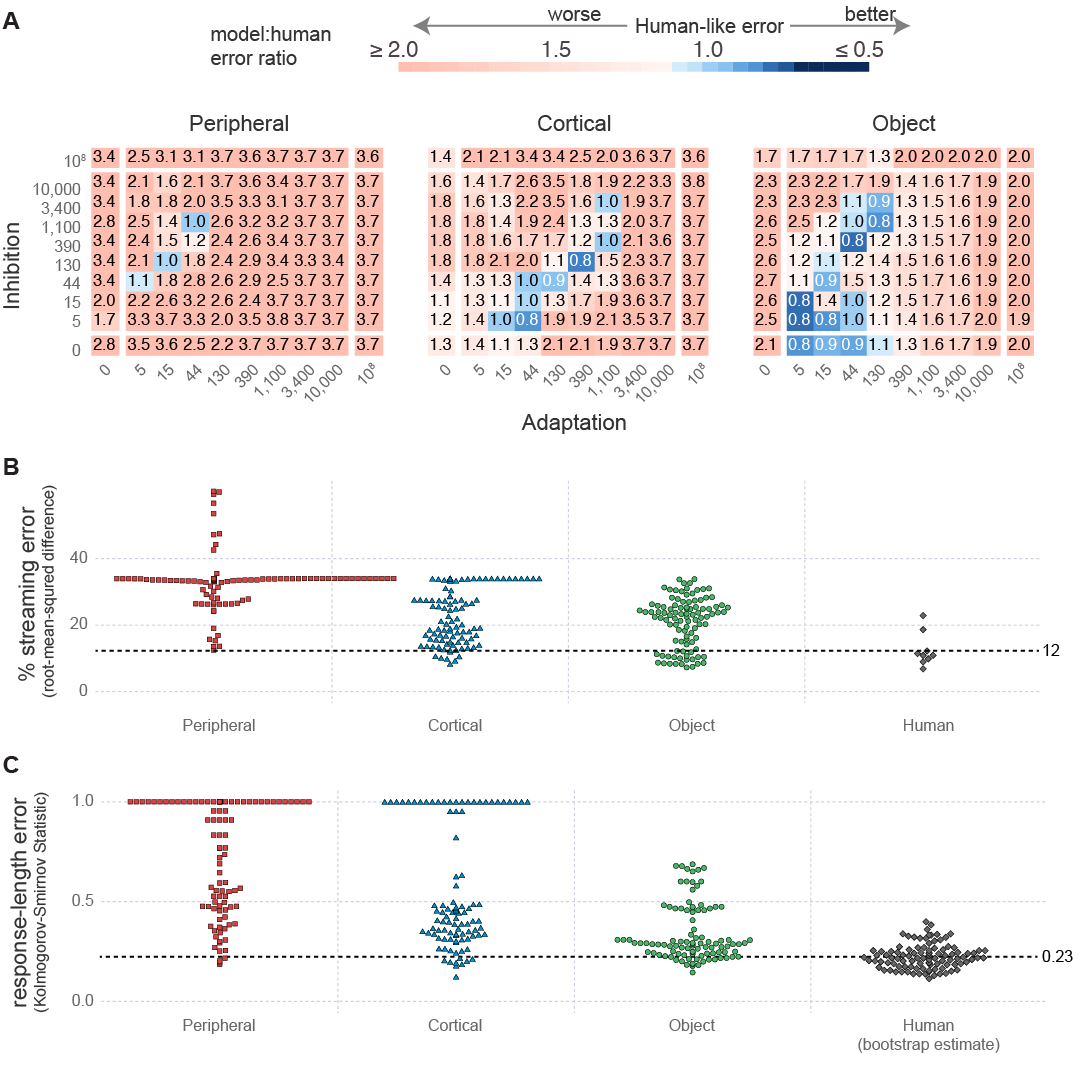 A
model:human
error ratio
worse
Human-like error
better
≥ 2.0 1.5 1.0 ≤ 0.5
Peripheral Cortical Object
Inhibition
10⁸ 3.4 2.5 3.1 3.1 3.7 3.6 3.7 3.7 3.7 3.6 1.4 2.1 2.1 3.4 3.4 2.5 2.0 3.6 3.7 3.6 1.7 1.7 1.7 1.7 1.3 2.0 2.0 2.0 2.0 2.0
10,000 3.4 2.1 1.6 2.1 3.7 3.6 3.7 3.7 3.7 3.7 1.6 1.4 1.7 2.6 3.5 1.8 1.9 2.2 3.3 3.8 2.3 2.3 2.2 1.7 1.9 1.4 1.6 1.7 1.9 2.0
3,400 3.4 1.8 1.8 2.0 3.5 3.3 3.4 3.7 3.7 3.7 1.8 1.6 1.3 2.2 3.5 1.6 1.0 1.9 3.7 3.7 2.3 2.3 2.3 1.1 0.9 1.3 1.6 1.6 1.9 2.0
1,100 2.8 2.5 1.4 1.0 2.6 3.2 3.2 3.7 3.7 3.7 1.8 1.8 1.4 1.9 2.4 1.3 1.3 2.0 3.7 3.7 2.6 2.5 1.2 1.0 0.8 1.3 1.5 1.6 1.9 2.0
390 3.4 2.4 1.5 1.2 2.4 2.6 3.4 3.7 3.7 3.7 1.8 1.8 1.6 1.7 1.7 1.2 1.0 2.1 3.6 3.7 2.5 1.2 1.1 0.8 1.2 1.3 1.5 1.7 1.9 2.0
130 3.4 2.1 1.0 1.8 2.4 2.9 3.4 3.3 3.4 3.7 1.8 1.8 2.1 2.0 1.1 0.8 1.5 2.3 3.7 3.7 2.6 1.2 1.1 1.2 1.4 1.5 1.6 1.7 1.9 2.0
44 3.4 1.1 1.8 2.8 2.6 2.9 3.5 3.7 3.7 3.7 1.4 1.3 1.3 1.0 0.9 1.4 1.3 3.6 3.7 3.7 2.7 1.1 0.9 1.5 1.3 1.5 1.6 1.7 1.9 2.0
15 2.0 2.2 2.6 3.2 2.6 2.4 3.7 3.7 3.7 3.7 1.1 1.1 1.3 1.0 1.3 1.7 1.9 3.6 3.7 3.7 2.6 0.8 1.4 1.0 1.2 1.5 1.6 1.7 1.9 2.0
5 1.7 3.3 3.7 3.3 2.0 3.5 3.8 3.7 3.7 3.7 1.2 1.4 1.0 0.8 1.9 1.9 2.1 3.5 3.7 3.7 2.5 0.8 0.8 1.0 1.1 1.4 1.6 1.7 2.0 1.9
0 2.8 3.5 3.6 2.5 2.2 3.7 3.7 3.7 3.7 3.7 1.3 1.4 1.1 1.3 2.1 2.1 1.9 3.7 3.7 3.7 2.1 0.8 0.9 0.9 1.1 1.3 1.6 1.7 1.9 2.0
0 5 15 44 130 390 1,100 3,400 10,000 10⁸ 0 5 15 44 130 390 1,100 3,400 10,000 10⁸ 0 5 15 44 130 390 1,100 3,400 10,000 10⁸
Adaptation
B
% streaming error
(root-mean-squred difference)
40
20
12
0
Peripheral Cortical Object Human
C
response-length error
(Kolmogorov-Smirnov Statistic)
1.0
0.5
0.23
0.0
Peripheral Cortical Object Human
(bootstrap estimate)